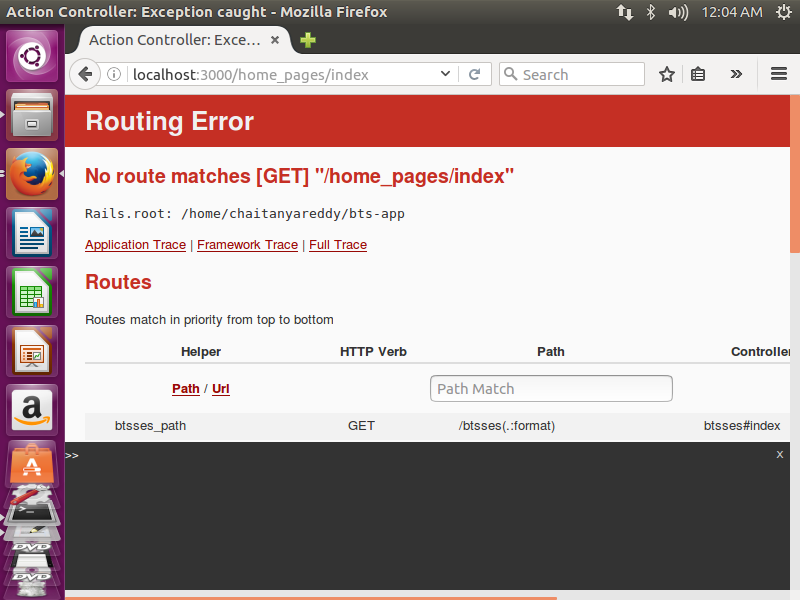 Action Controller: Exception caught - Mozilla Firefox
12:04 AM
Action Controller: Exce...
localhost:3000/home_pages/index
Search
Routing Error
No route matches [GET] "/home_pages/index"
Rails.root: /home/chaitanyareddy/bts-app
Application Trace | Framework Trace | Full Trace
Routes
Routes match in priority from top to bottom
Helper HTTP Verb Path Controller
Path / Url Path Match
btsses_path GET /btsses(.:format) btsses#index
>> x
DVD
DVD